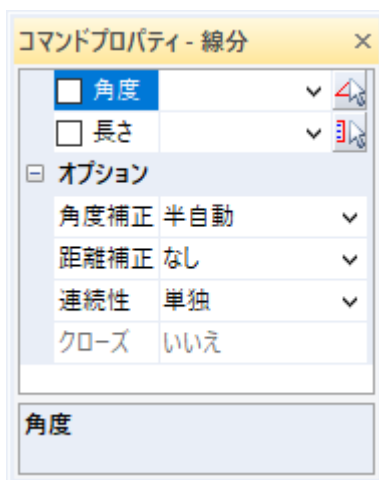 コマンドプロパティ - 線分
角度
長さ
オプション
角度補正 半自動
距離補正 なし
連続性 単独
クローズ いいえ
角度